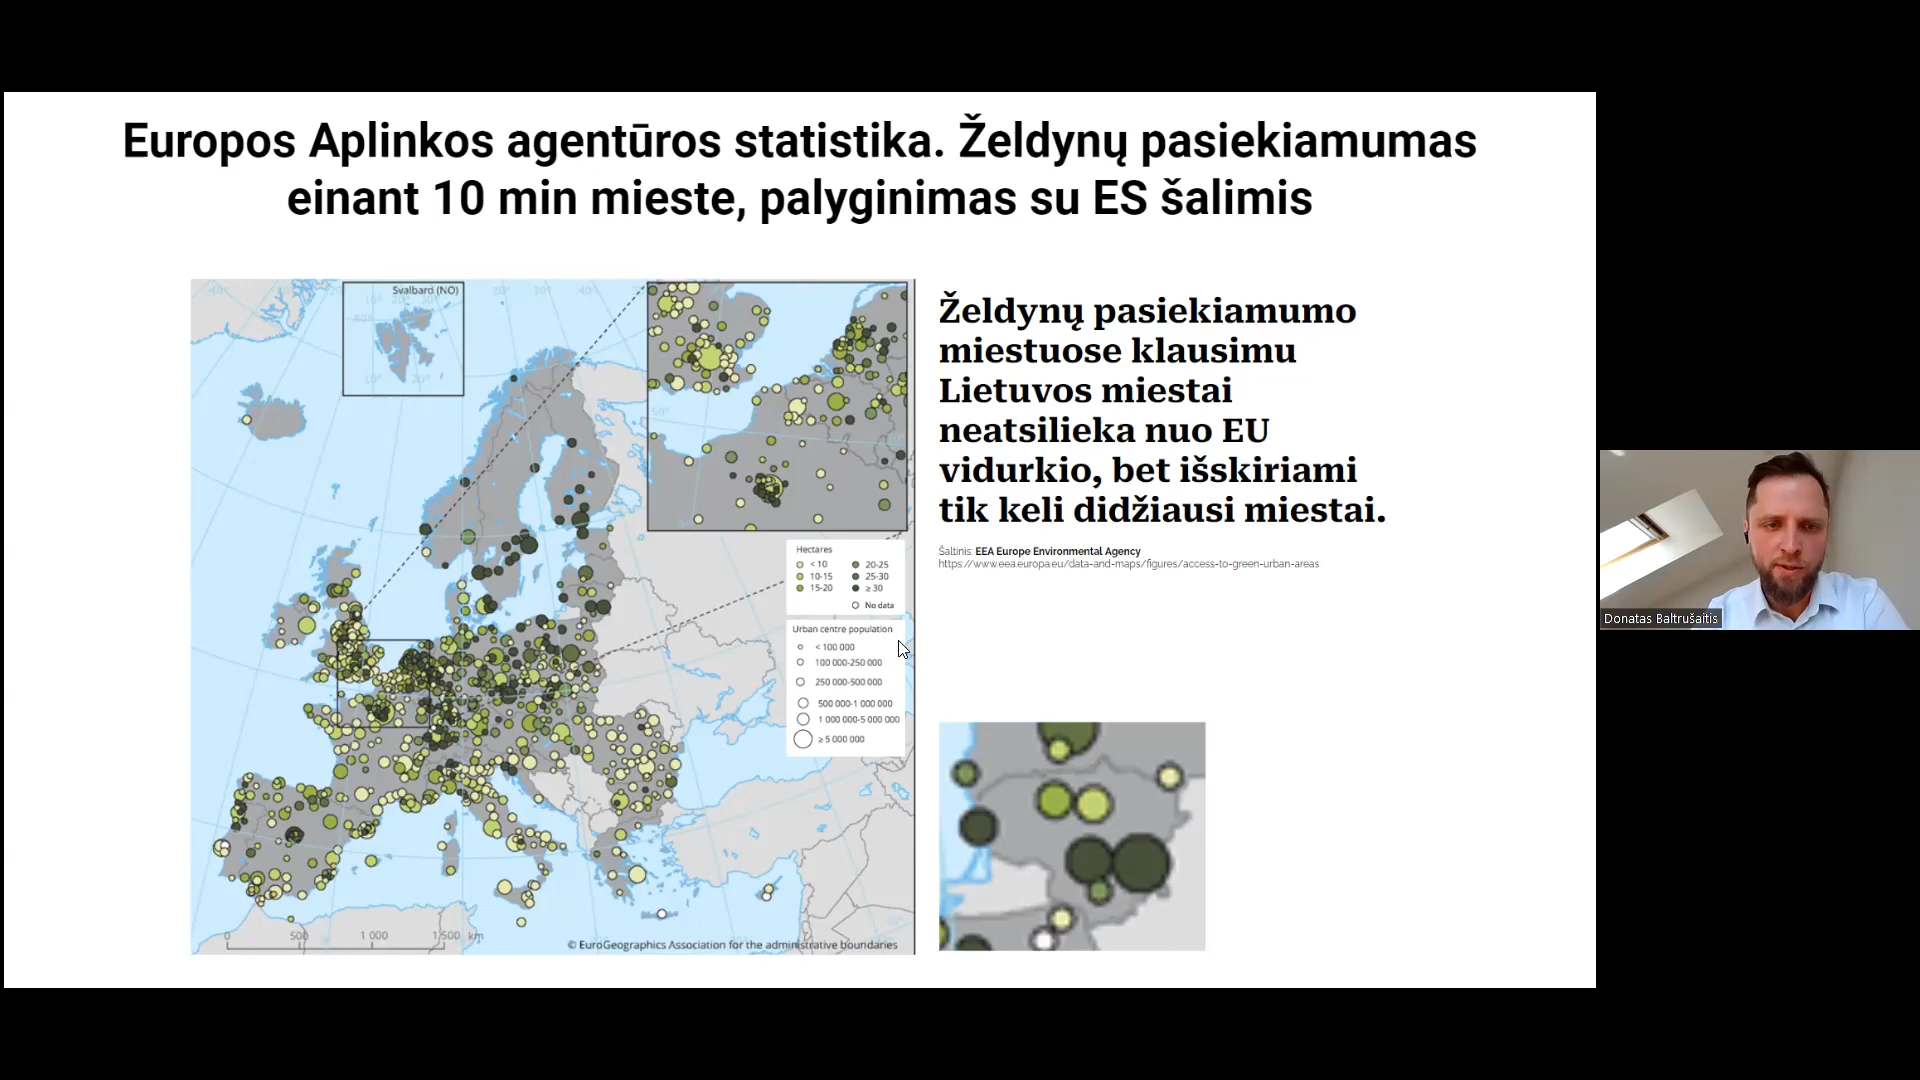 Europos Aplinkos agentūros statistika. Želdynų pasiekiamumas
einant 10 min mieste, palyginimas su ES šalimis
Svalbard (NO)
Hectares
< 10
10-15
15-20
20-25
25-30
≥ 30
No data
Urban centre population
< 100 000
100 000-250 000
250 000-500 000
500 000-1 000 000
1 000 000-5 000 000
≥ 5 000 000
0 500 1 000 1 500 km
© EuroGeographics Association for the administrative boundaries
Želdynų pasiekiamumo
miestuose klausimu
Lietuvos miestai
neatsilieka nuo EU
vidurkio, bet išskiriami
tik keli didžiausi miestai.
Šaltinis: EEA Europe Environmental Agency
https://www.eea.europa.eu/data-and-maps/figures/access-to-green-urban-areas
Donatas Baltrušaitis